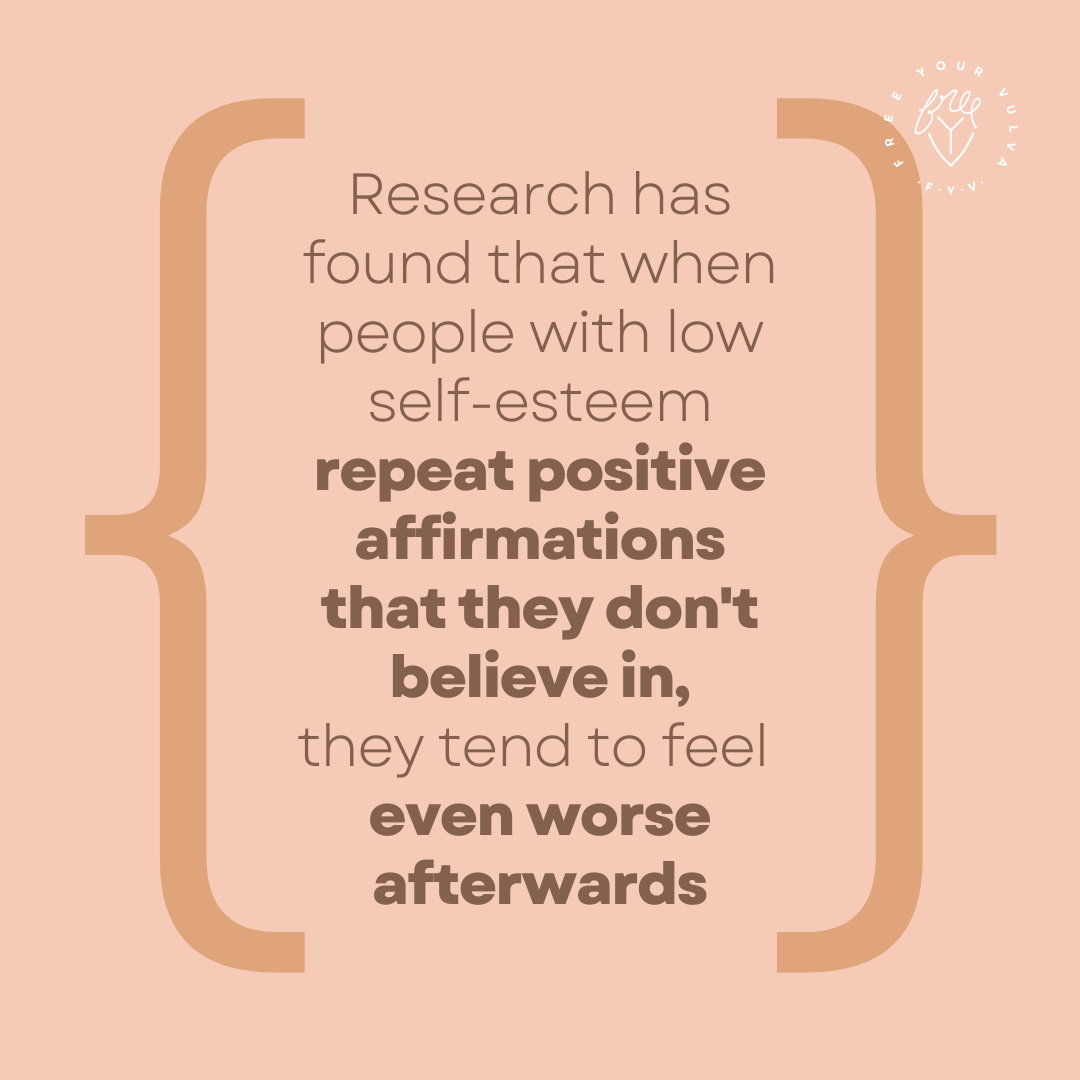 FREE YOUR VULVA
free
·F·Y·V·
Research has
found that when
people with low
self-esteem
repeat positive
affirmations
that they don't
believe in,
they tend to feel
even worse
afterwards